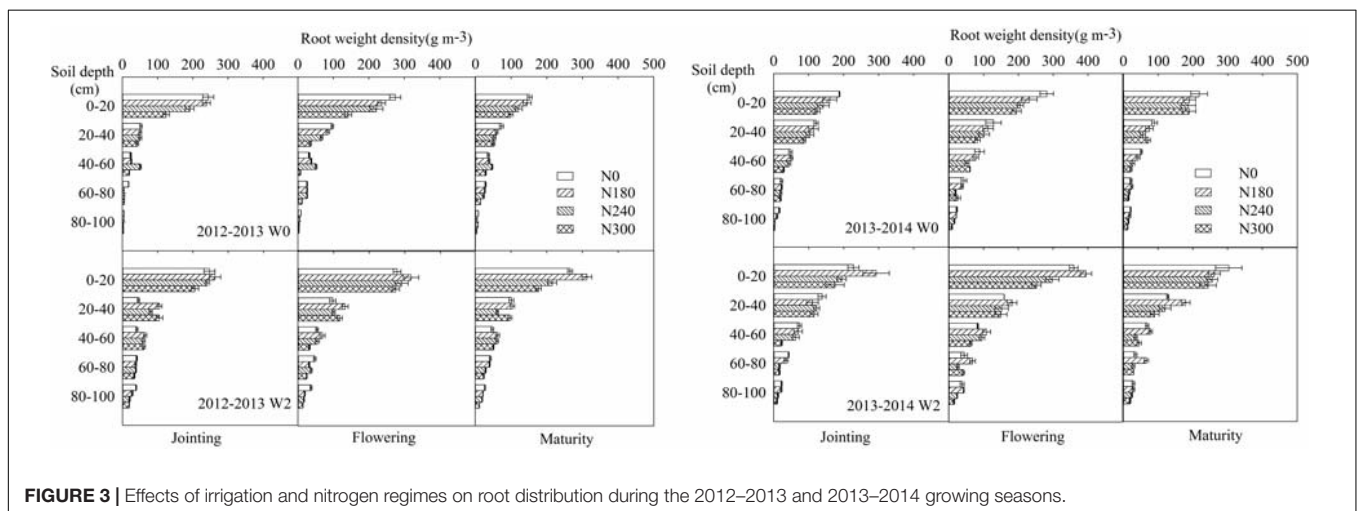 Root weight density(g m-3)
Soil depth
(cm)
0 100 200 300 400 0 100 200 300 400 0 100 200 300 400 500
0-20
20-40
40-60
60-80
80-100
N0
N180
N240
N300
2012-2013 W0
0-20
20-40
40-60
60-80
80-100
2012-2013 W2
Jointing Flowering Maturity
Root weight density(g m-3)
Soil depth
(cm)
0 100 200 300 400 0 100 200 300 400 0 100 200 300 400 500
0-20
20-40
40-60
60-80
80-100
N0
N180
N240
N300
2013-2014 W0
0-20
20-40
40-60
60-80
80-100
2013-2014 W2
Jointing Flowering Maturity
FIGURE 3 | Effects of irrigation and nitrogen regimes on root distribution during the 2012–2013 and 2013–2014 growing seasons.